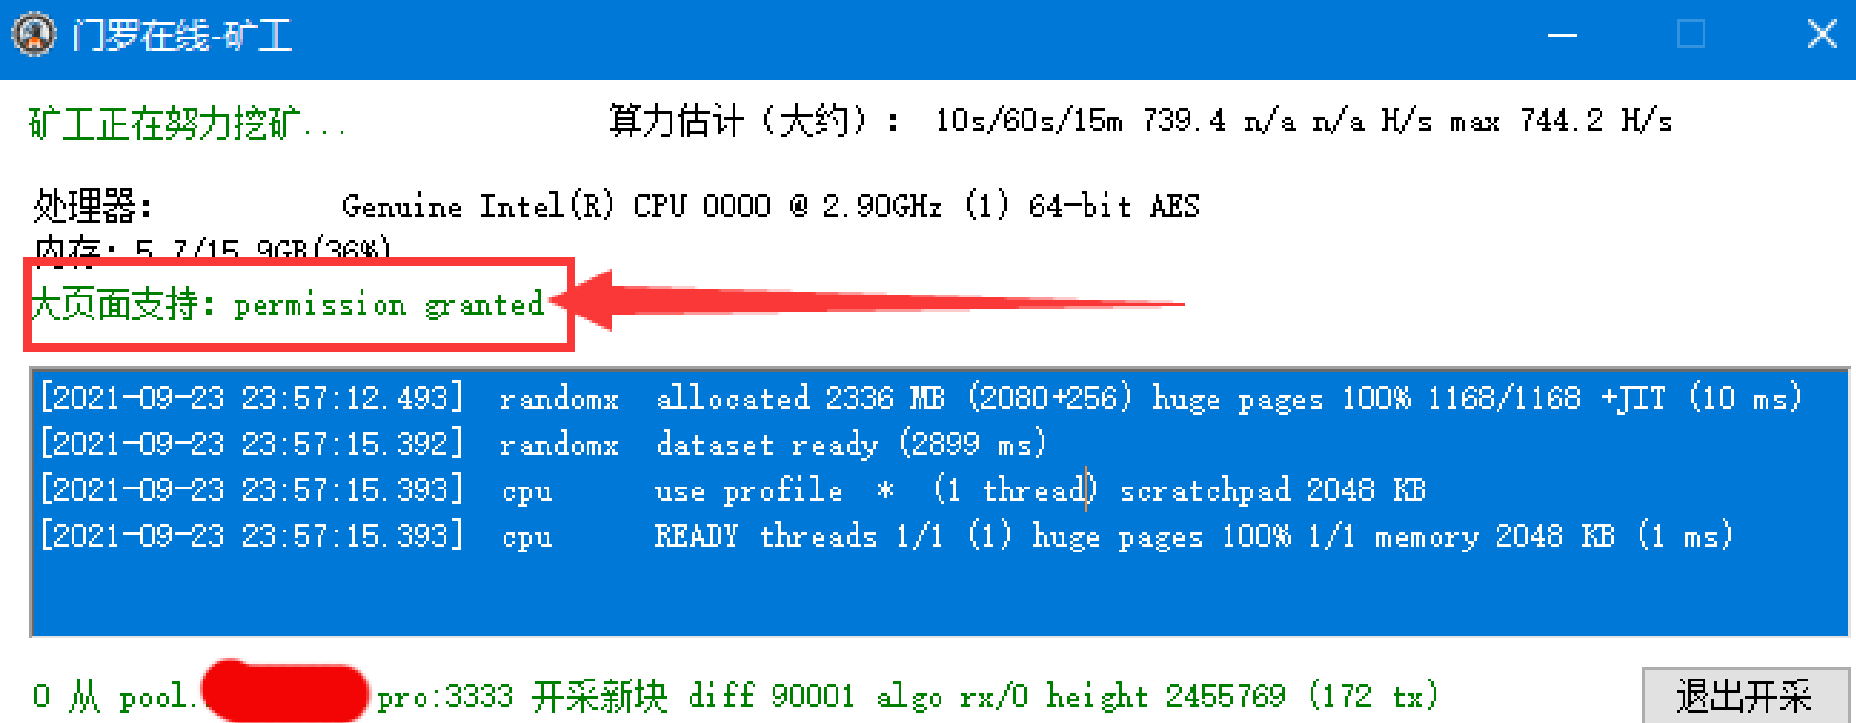 门罗在线-矿工
矿工正在努力挖矿...
算力估计（大约）： 10s/60s/15m 739.4 n/a n/a H/s max 744.2 H/s
处理器： Genuine Intel(R) CPU 0000 @ 2.90GHz (1) 64-bit AES
内存: 5.7/15.9GB(36%)
大页面支持: permission granted
[2021-09-23 23:57:12.493] randomx allocated 2336 MB (2080+256) huge pages 100% 1168/1168 +JIT (10 ms)
[2021-09-23 23:57:15.392] randomx dataset ready (2899 ms)
[2021-09-23 23:57:15.393] cpu use profile * (1 thread) scratchpad 2048 KB
[2021-09-23 23:57:15.393] cpu READY threads 1/1 (1) huge pages 100% 1/1 memory 2048 KB (1 ms)
0 从 pool. pro:3333 开采新块 diff 90001 algo rx/0 height 2455769 (172 tx)
退出开采